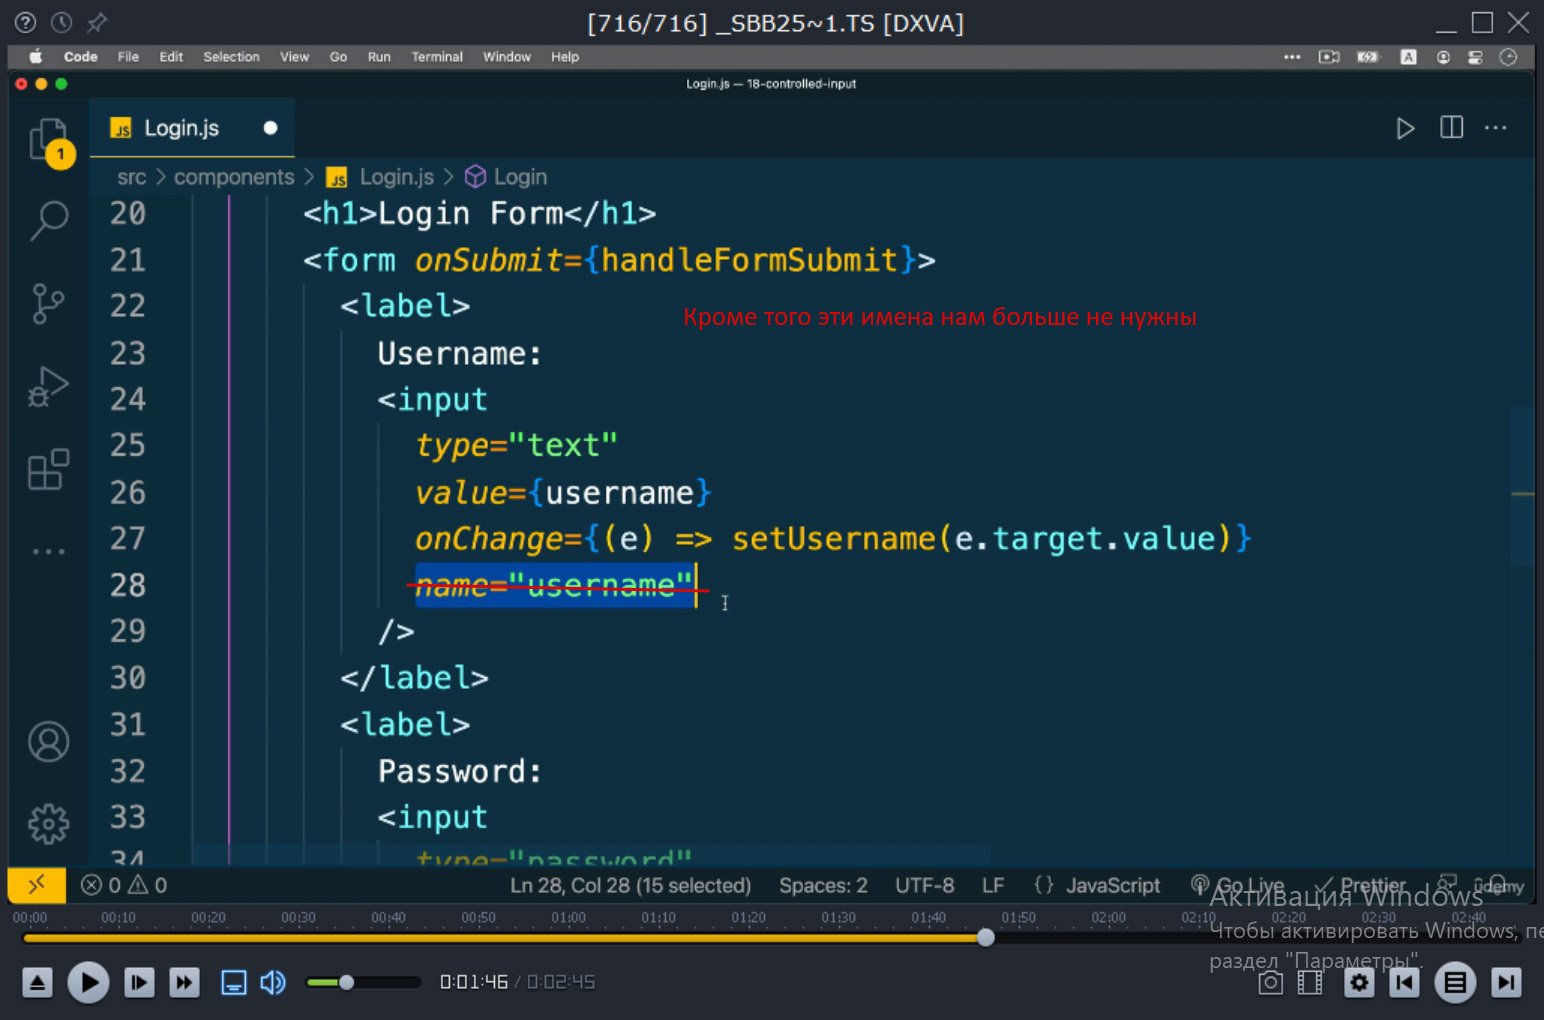 [716/716] _SBB25~1.TS [DXVA]
Code File Edit Selection View Go Run Terminal Window Help
Login.js — 18-controlled-input
JS Login.js
1
src > components > JS Login.js > Login
20 <h1>Login Form</h1>
21 <form onSubmit={handleFormSubmit}>
22 <label>
Кроме того эти имена нам больше не нужны
23 Username:
24 <input
25 type="text"
26 value={username}
27 onChange={(e) => setUsername(e.target.value)}
28 name="username"
29 />
30 </label>
31 <label>
32 Password:
33 <input
34 type="password"
0 0 Ln 28, Col 28 (15 selected) Spaces: 2 UTF-8 LF {} JavaScript Go Live Prettier
ûdemy
Активация Windows
00:00 00:10 00:20 00:30 00:40 00:50 01:00 01:10 01:20 01:30 01:40 01:50 02:00 02:10 02:20 02:30 02:40
Чтобы активировать Windows, пе
раздел "Параметры".
0:01:46 / 0:02:45